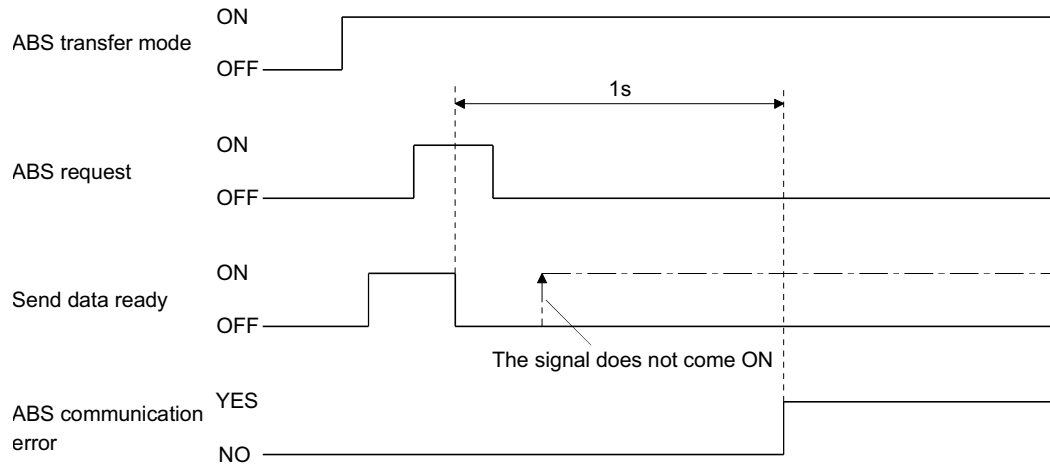 ON
ABS transfer mode
OFF
1s
ON
ABS request
OFF
ON
Send data ready
OFF
The signal does not come ON
YES
ABS communication
error
NO